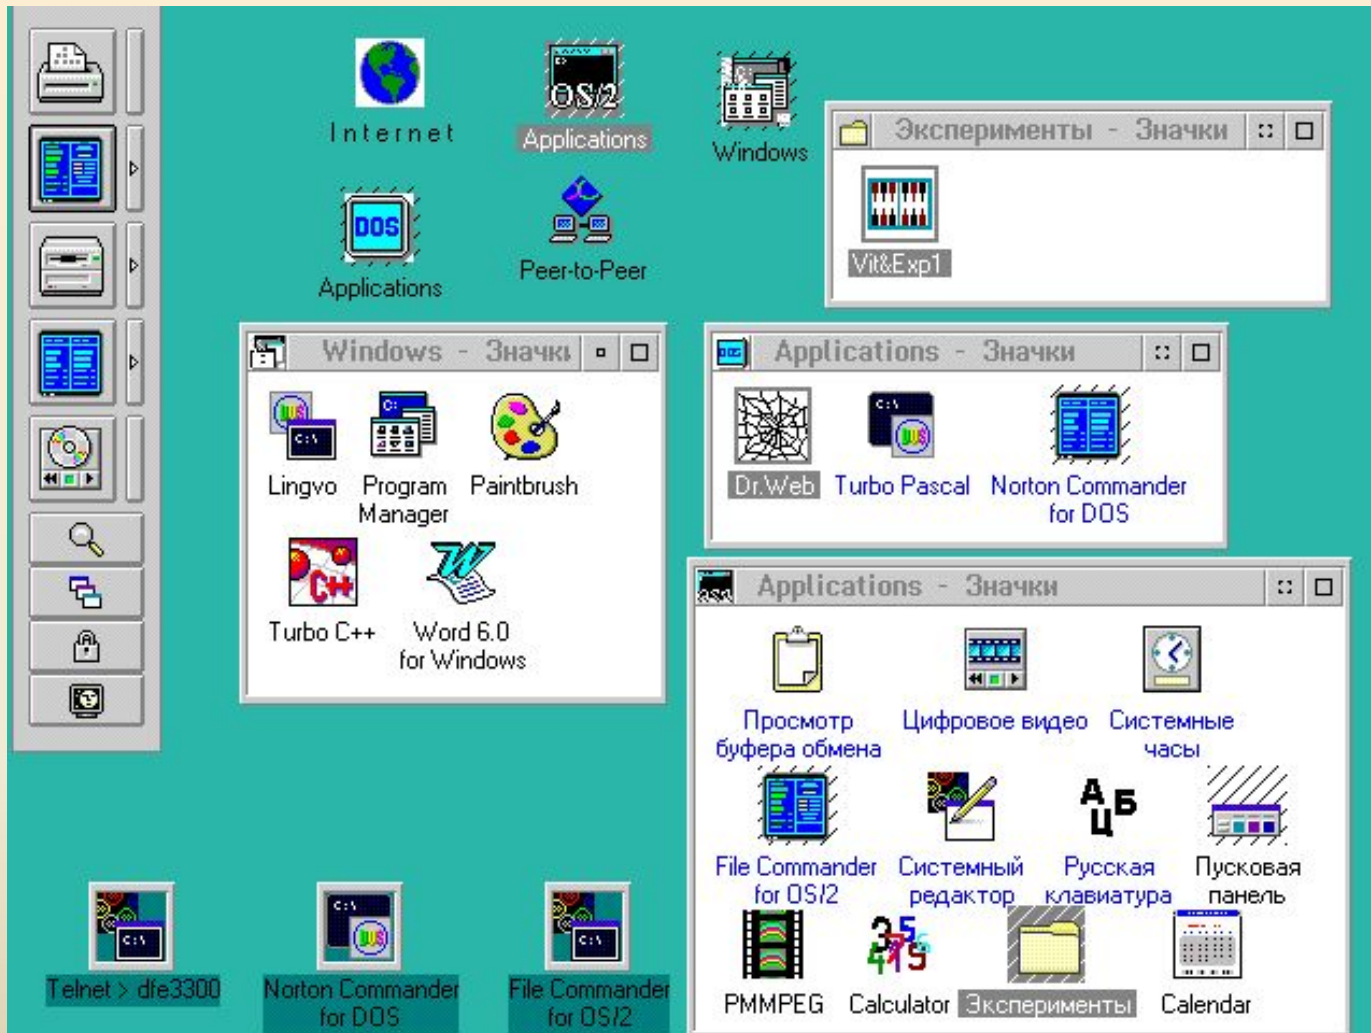 Internet
OS/2
Applications
Windows
DOS
Applications
Peer-to-Peer
Эксперименты - Значки
Vit&Exp1
Windows - Значки
Lingvo
Program
Manager
Paintbrush
C++
Turbo C++
W
Word 6.0
for Windows
DOS
Applications - Значки
Dr.Web
C:\
Turbo Pascal
Norton Commander
for DOS
Applications - Значки
Просмотр
буфера обмена
Цифровое видео
Системные
часы
File Commander
for OS/2
Системный
редактор
АБЦ
Русская
клавиатура
Пусковая
панель
PMMPEG
Calculator
Эксперименты
Calendar
C:\
Telnet > dfe3300
C:\
Norton Commander
for DOS
C:\
File Commander
for OS/2